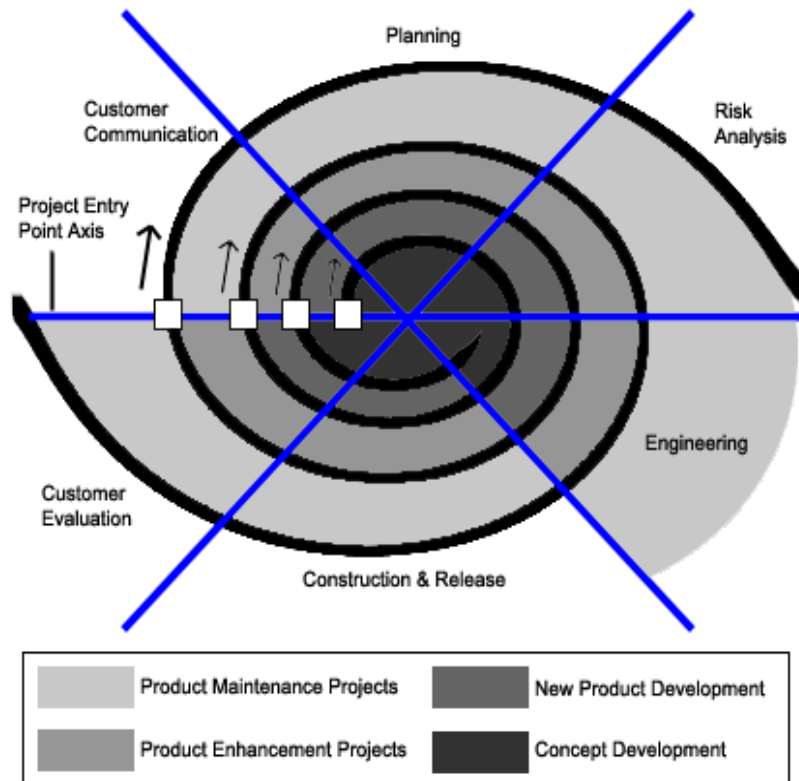 Planning
Customer
Communication
Risk
Analysis
Project Entry
Point Axis
Engineering
Customer
Evaluation
Construction & Release
Product Maintenance Projects
New Product Development
Product Enhancement Projects
Concept Development